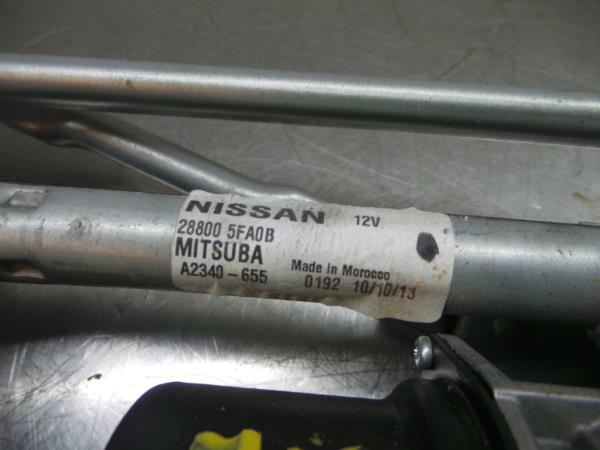 NISSAN 12V
28800 5FA0B
MITSUBA
A2340-655 Made in Morocco
0192 10/10/13